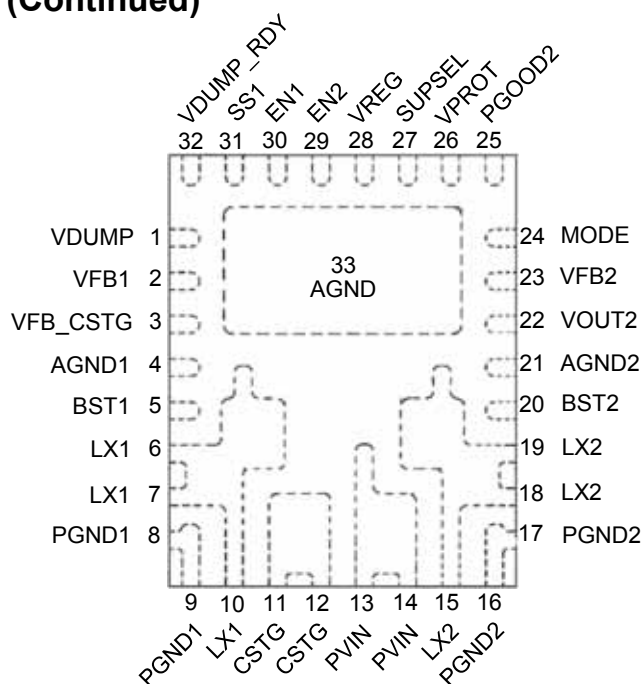 (Continued)
VDUMP_RDY
SS1
EN1
EN2
VREG
SUPSEL
VPROT
PGOOD2
32 31 30 29 28 27 26 25
VDUMP 1
VFB1 2
VFB_CSTG 3
AGND1 4
BST1 5
LX1 6
LX1 7
PGND1 8
33
AGND
24 MODE
23 VFB2
22 VOUT2
21 AGND2
20 BST2
19 LX2
18 LX2
17 PGND2
9 10 11 12 13 14 15 16
PGND1
LX1
CSTG
CSTG
PVIN
PVIN
LX2
PGND2